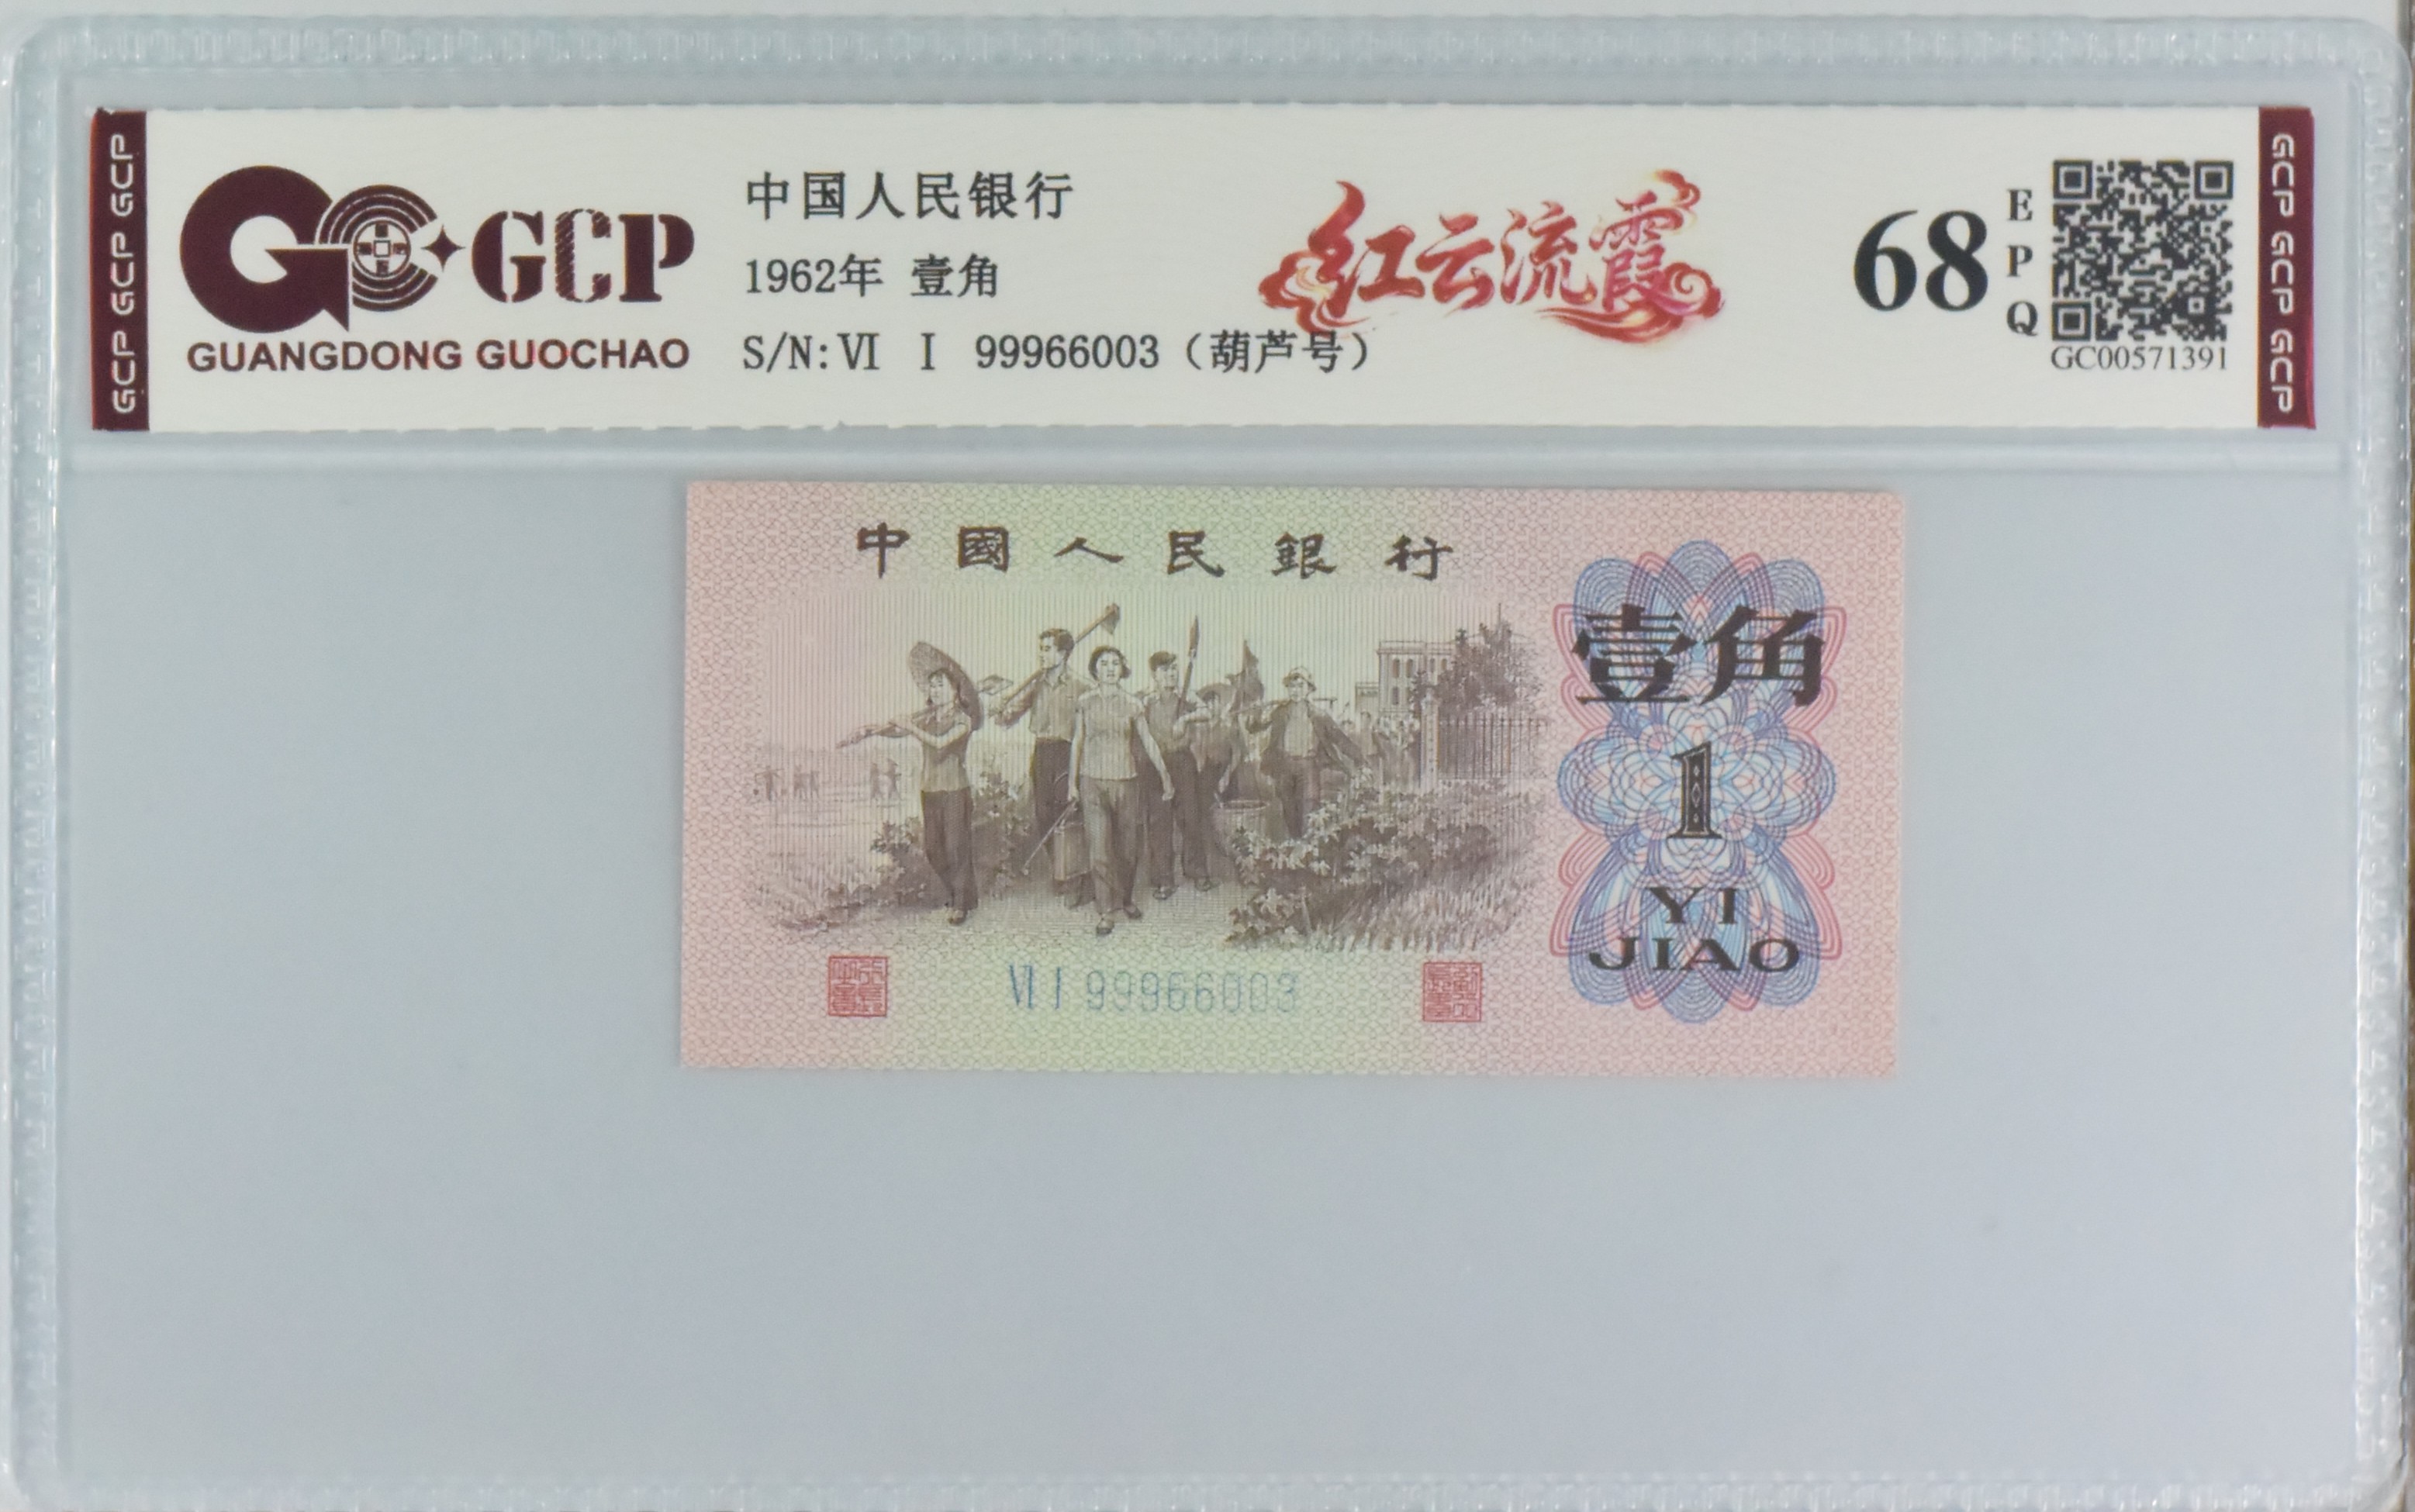 GCP GCP GCP
GCP
GUANGDONG GUOCHAO
中国人民银行
1962年 壹角
S/N:Ⅵ Ⅰ 99966003（葫芦号）
红云流霞
68
EPQ
GC00571391
GCP GCP GCP
中國人民銀行
壹角
1
YI
JIAO
Ⅵ Ⅰ 99966003